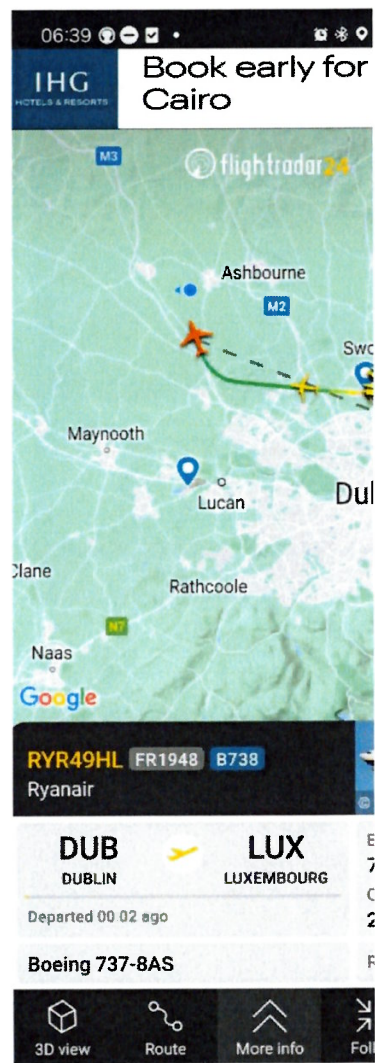 06:39
IHG
HOTELS & RESORTS
Book early for
Cairo
M3
flightradar24
Ashbourne
M2
Maynooth
Lucan
Rathcoole
N7
Naas
Google
RYR49HL FR1948 B738
Ryanair
DUB LUX
DUBLIN LUXEMBOURG
Departed 00:02 ago
Boeing 737-8AS
3D view Route More info